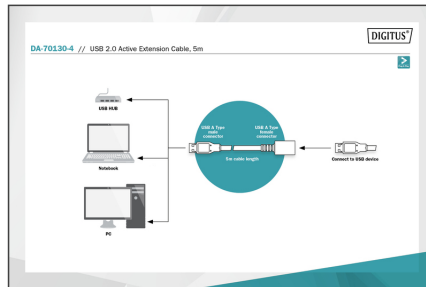 DIGITUS®
DA-70130-4 // USB 2.0 Active Extension Cable, 5m
USB HUB
USB A Type
male
connector
USB A Type
female
connector
5m cable length
Notebook
Connect to USB device
PC